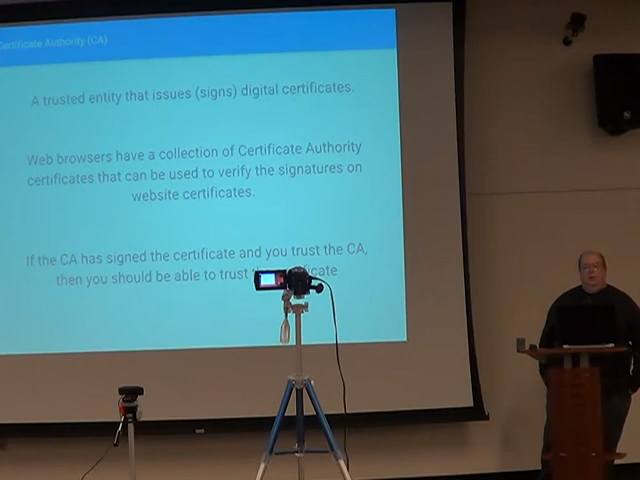 Certificate Authority (CA)
A trusted entity that issues (signs) digital certificates.
Web browsers have a collection of Certificate Authority
certificates that can be used to verify the signatures on
website certificates.
If the CA has signed the certificate and you trust the CA,
then you should be able to trust